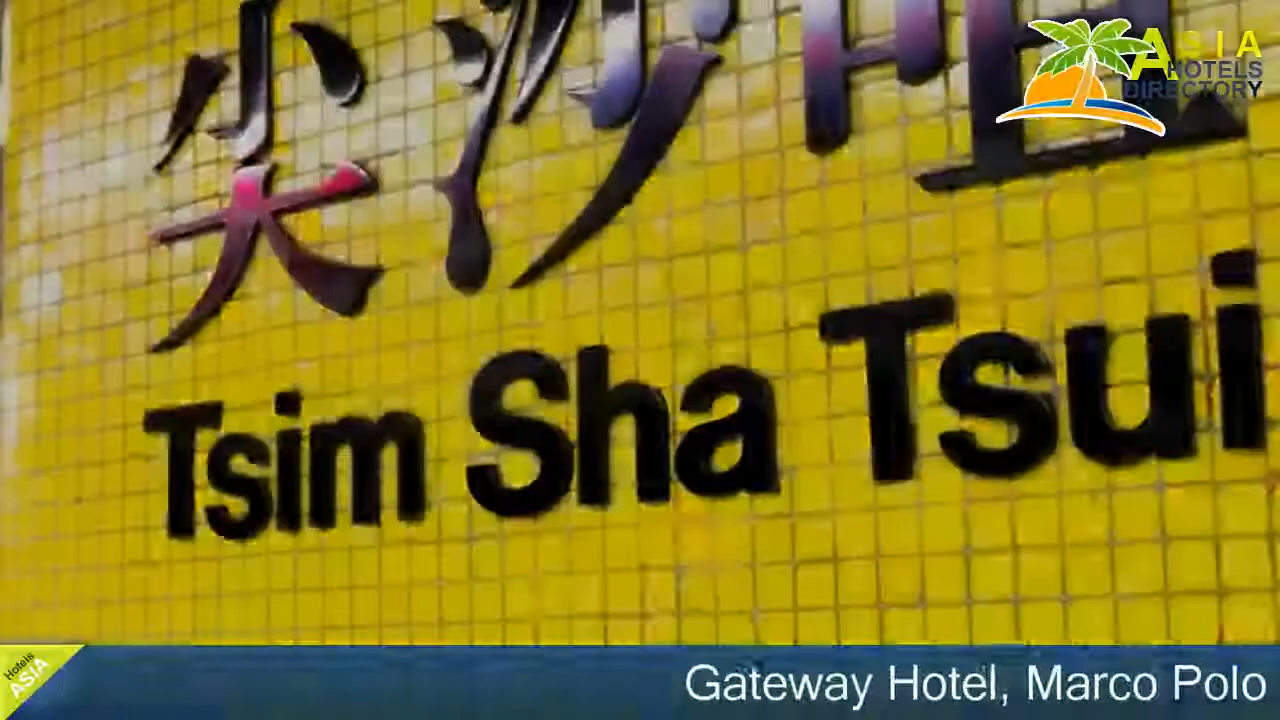 尖沙咀
Tsim Sha Tsui
ASIA
HOTELS
DIRECTORY
Hotels
ASIA
Gateway Hotel, Marco Polo